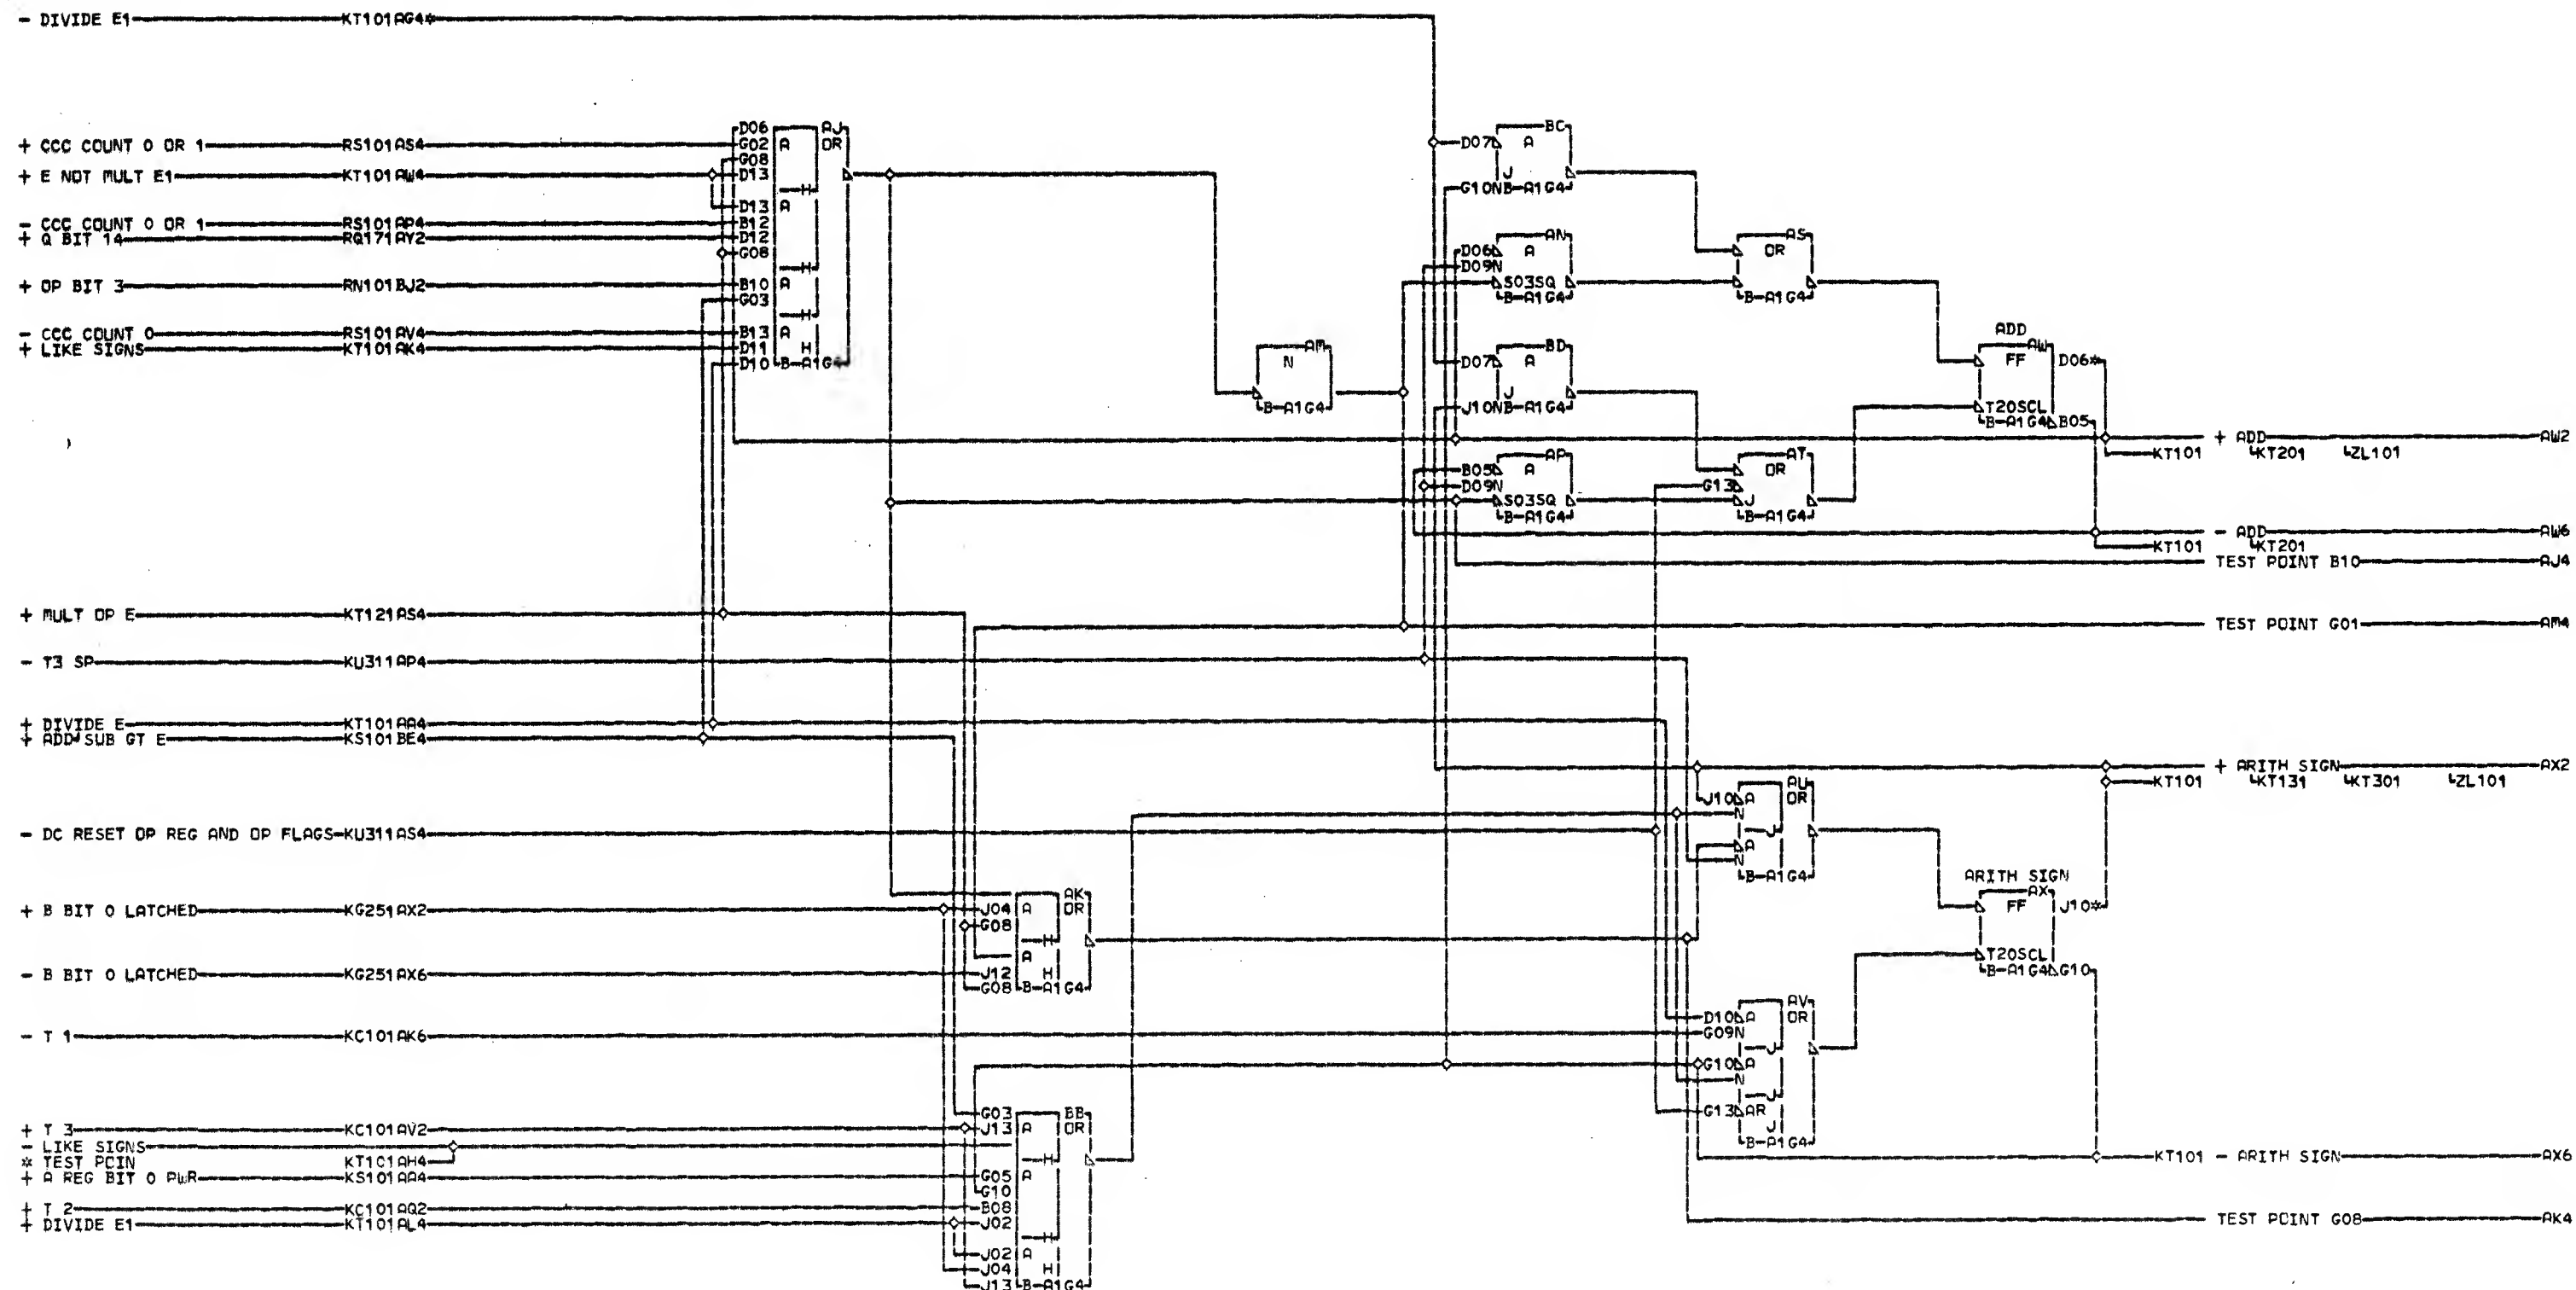 - DIVIDE E1 KT101AG4*
+ CCC COUNT 0 OR 1 RS101AS4
+ E NOT MULT E1 KT101AW4
- CCC COUNT 0 OR 1 RS101AP4
+ Q BIT 14 RQ171AY2
+ OP BIT 3 RN101BJ2
- CCC COUNT 0 RS101AV4
+ LIKE SIGNS KT101AK4
D06 AJ
G02 A OR
G08
D13
H
D13 A
B12
D12
G08
H
B10 A
G03
H
B13 A
D11 H
D10 B-A1G4
AM
N
B-A1G4
BC
D07 A
J
G10N B-A1G4
AN
D06 A
D09N
S03SQ
B-A1G4
BD
D07 A
J
J10N B-A1G4
AP
B05 A
D09N
S03SQ
B-A1G4
AS
OR
B-A1G4
AT
OR
G13
J
B-A1G4
ADD
AW
FF D06*
T20SCL
B-A1G4 B05
+ ADD AW2
KT101 KT201 ZL101
- ADD AW6
KT101 KT201
TEST POINT B10 AJ4
+ MULT OP E KT121AS4
TEST POINT G01 AM4
- T3 SP KU311AP4
+ DIVIDE E KT101AA4
+ ADD SUB GT E KS101BE4
+ ARITH SIGN AX2
KT101 KT131 KT301 ZL101
- DC RESET OP REG AND OP FLAGS KU311AS4
AU
J10 A OR
N
J
A
N
B-A1G4
+ B BIT 0 LATCHED KG251AX2
- B BIT 0 LATCHED KG251AX6
AK
J04 A OR
G08
H
A
J12 H
G08 B-A1G4
ARITH SIGN
AX
FF J10*
T20SCL
B-A1G4 G10
- T 1 KC101AK6
AV
D10 A OR
G09N
J
G10 A
N
J
G13 AR
J
B-A1G4
+ T 3 KC101AV2
- LIKE SIGNS
* TEST POIN KT101AH4
+ A REG BIT 0 PWR KS101AA4
+ T 2 KC101AQ2
+ DIVIDE E1 KT101AL4
G03 BB
J13 A OR
H
G05 A
G10
B08
J02
H
J02 A
J04 H
J13 B-A1G4
KT101 - ARITH SIGN AX6
TEST POINT G08 AK4